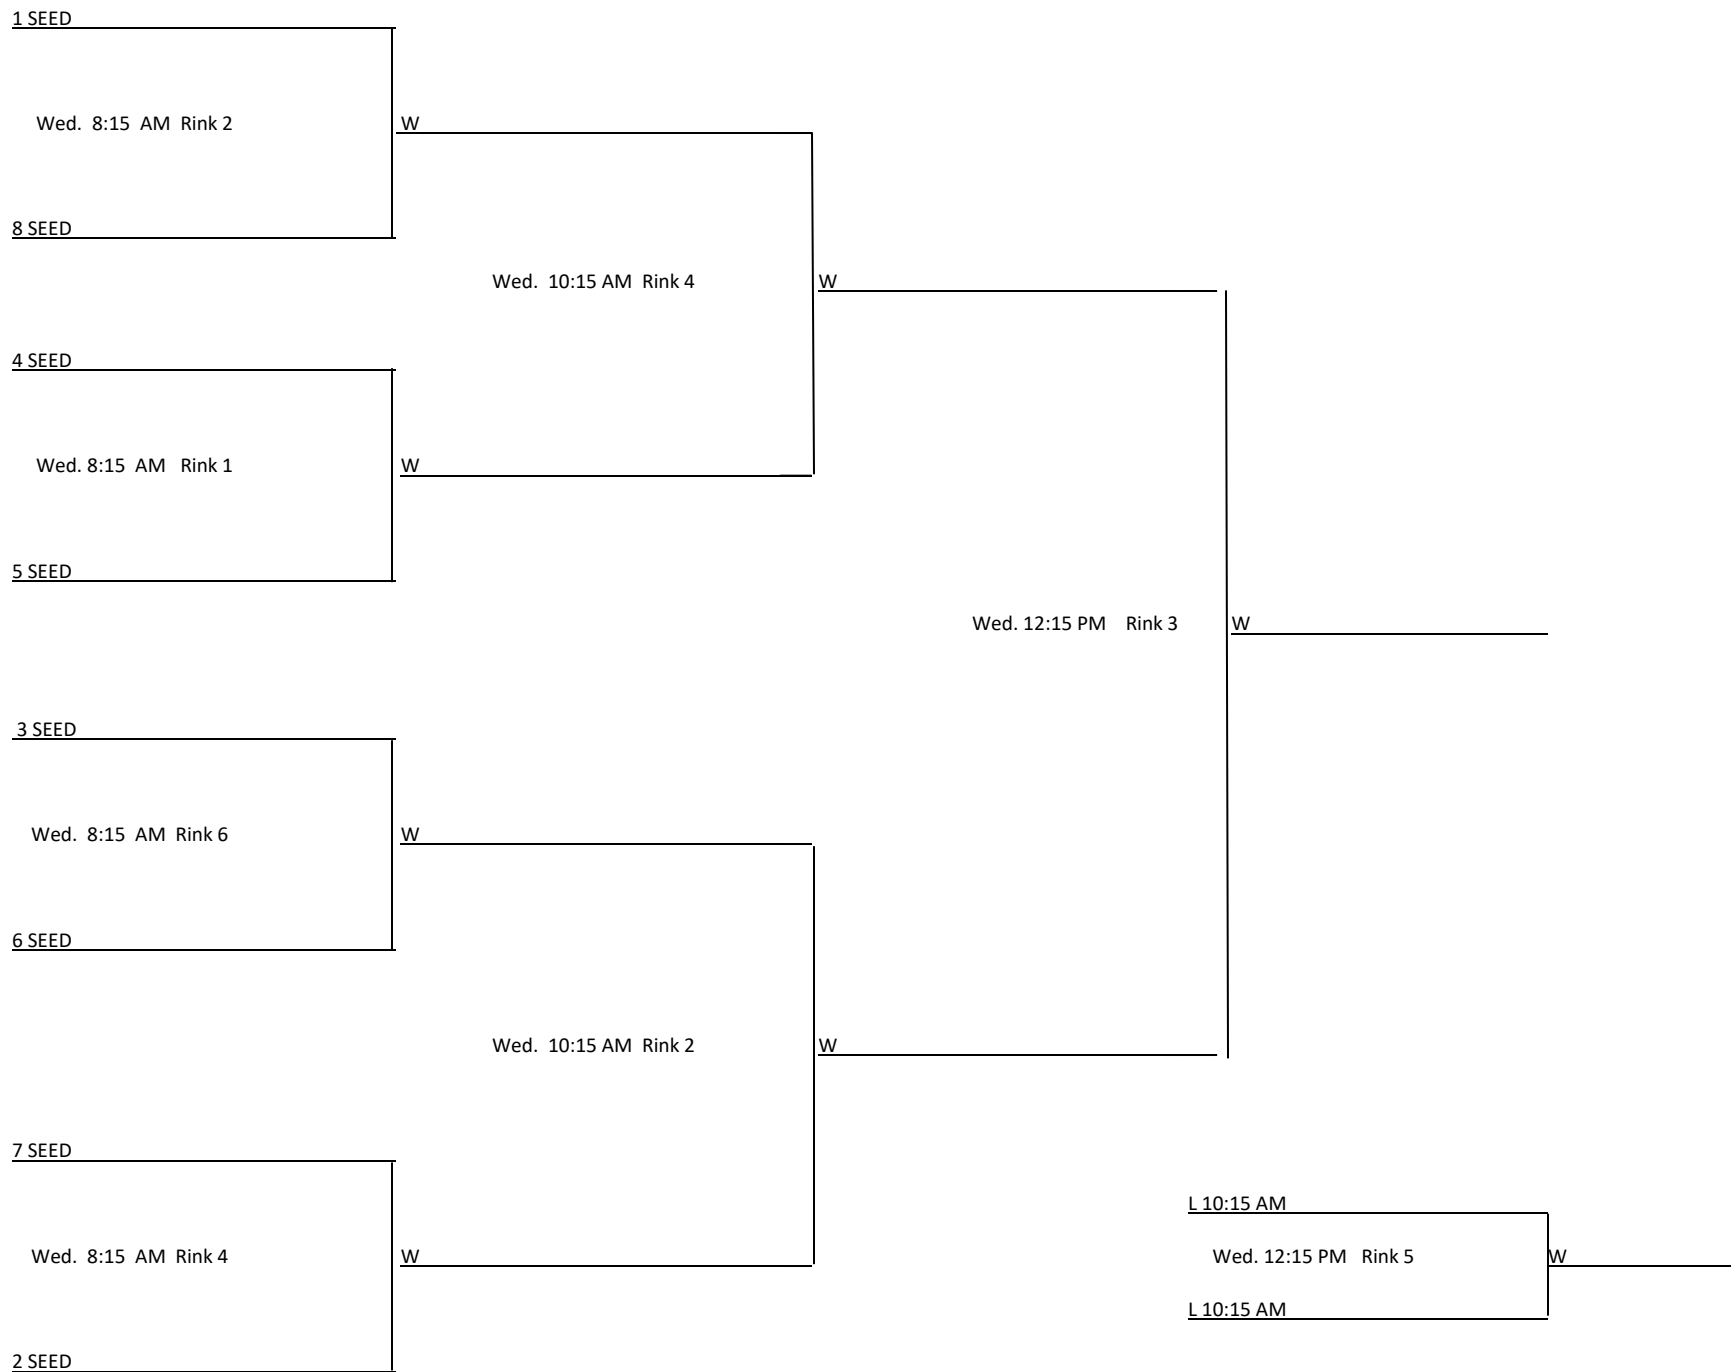 1 SEED
Wed.  8:15  AM  Rink 2
W
8 SEED
Wed.  10:15 AM  Rink 4
W
4 SEED
Wed. 8:15  AM   Rink 1
W
5 SEED
Wed. 12:15 PM    Rink 3
W
3 SEED
Wed.  8:15  AM  Rink 6
W
6 SEED
Wed.  10:15 AM  Rink 2
W
7 SEED
L 10:15 AM
Wed.  8:15  AM  Rink 4
W
Wed. 12:15 PM   Rink 5
W
L 10:15 AM
2 SEED